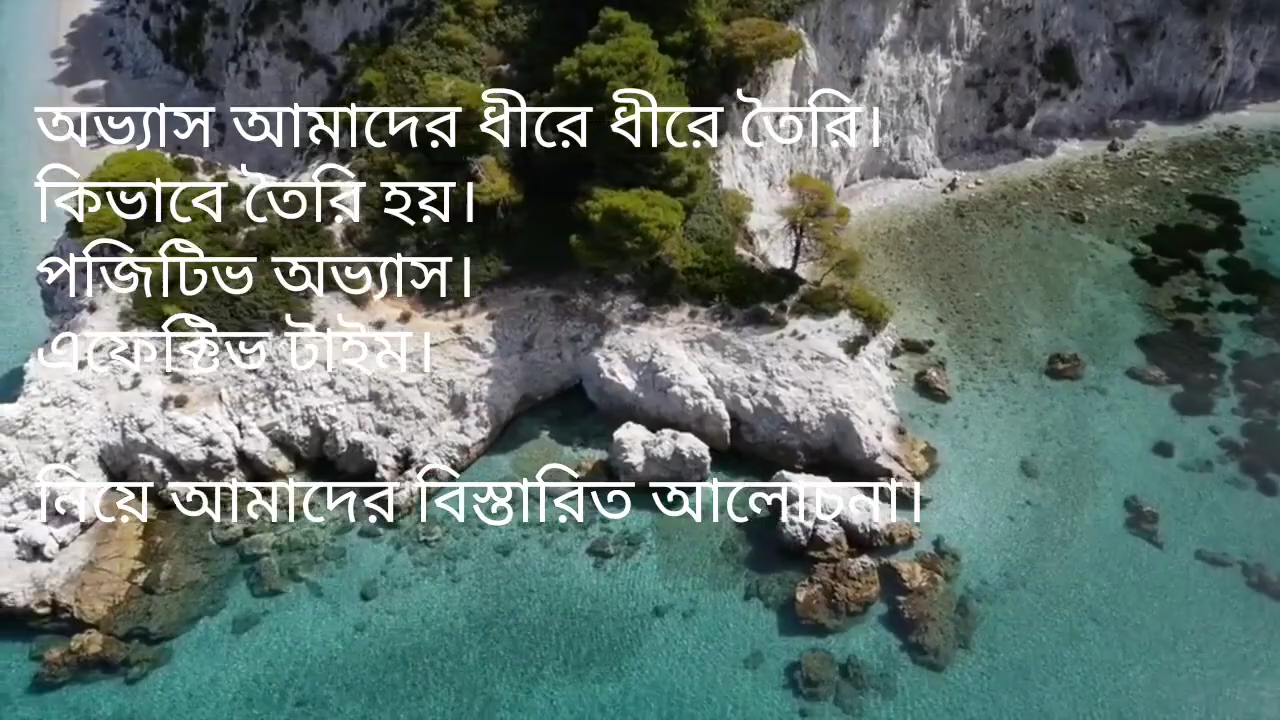 অভ্যাস আমাদের ধীরে ধীরে তৈরি।
কিভাবে তৈরি হয়।
পজিটিভ অভ্যাস।
এফেক্টিভ টাইম।
নিয়ে আমাদের বিস্তারিত আলোচনা।